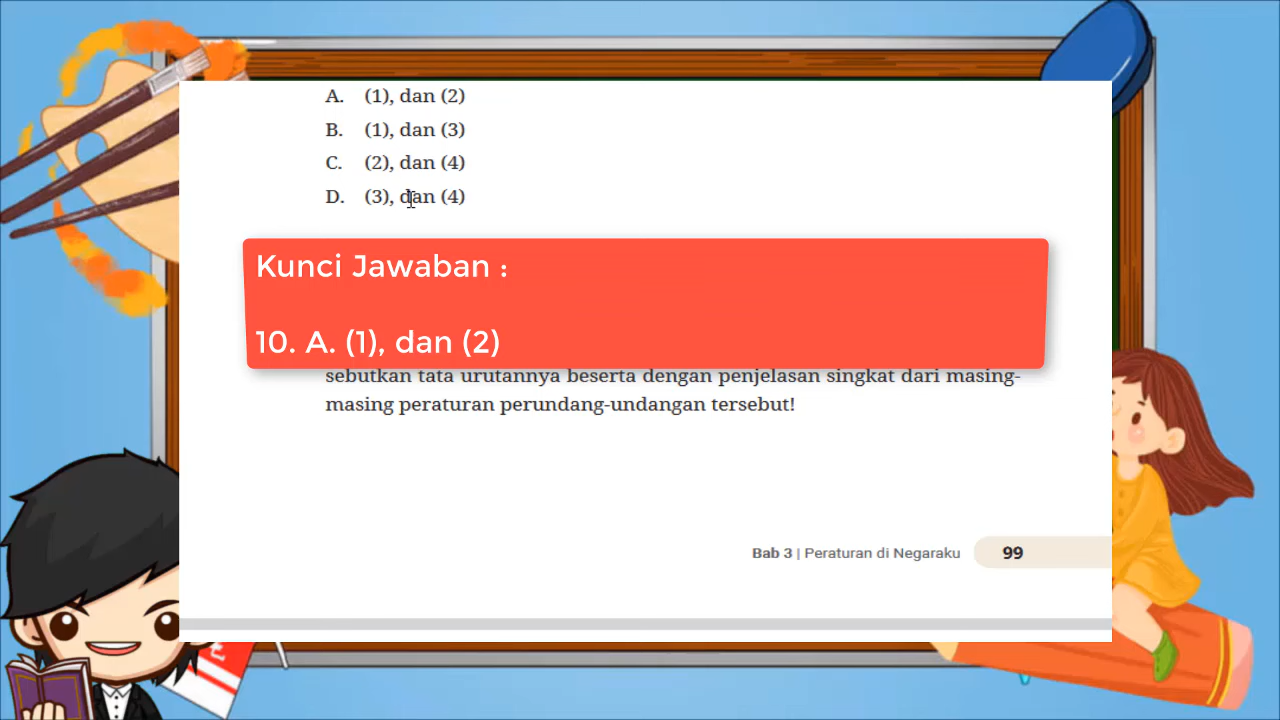 A. (1), dan (2)
B. (1), dan (3)
C. (2), dan (4)
D. (3), dan (4)
Kunci Jawaban :
10. A. (1), dan (2)
sebutkan tata urutannya beserta dengan penjelasan singkat dari masing-
masing peraturan perundang-undangan tersebut!
Bab 3 | Peraturan di Negaraku 99